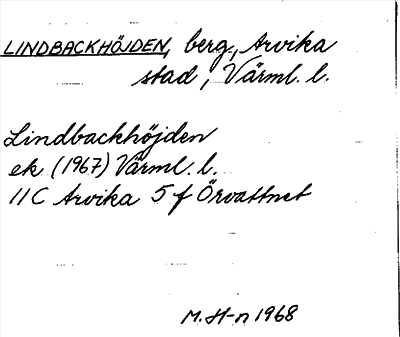 LINDBACKHÖJDEN, berg, Arvika
stad, Värml. l.
Lindbackhöjden
ek (1967) Värml. l.
11C Arvika 5 f Örvattnet
M. H-n 1968